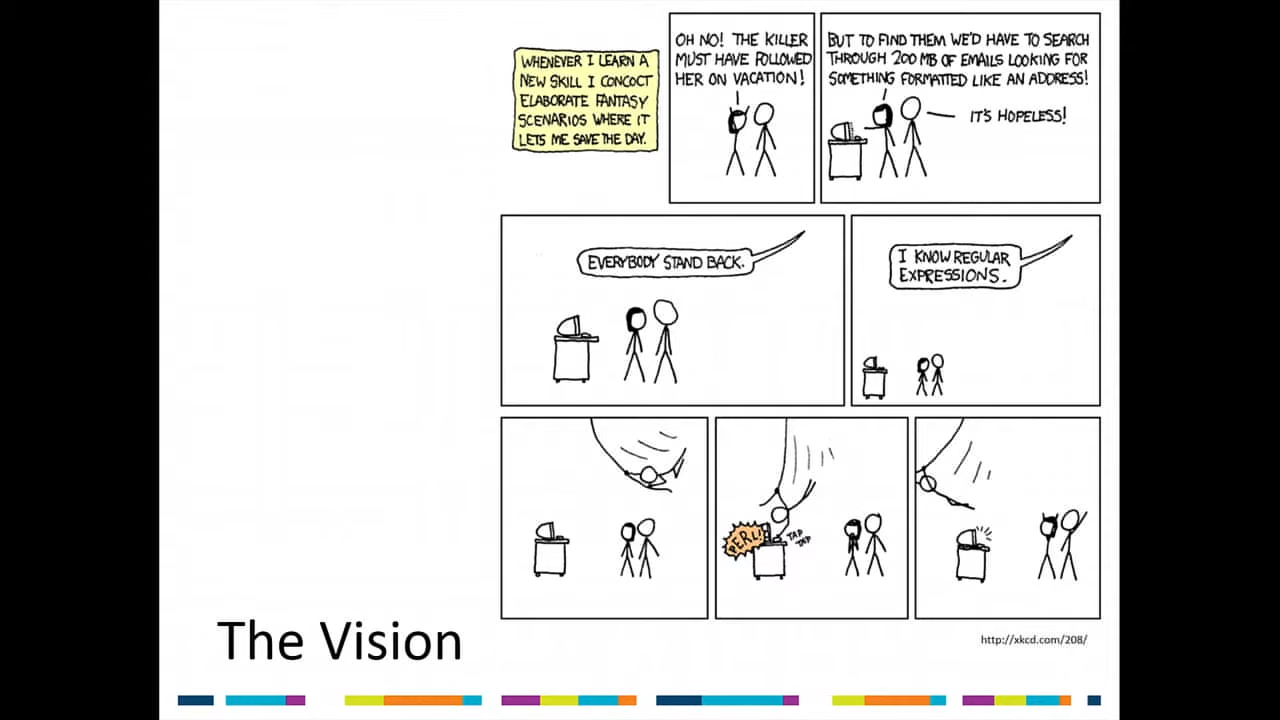 WHENEVER I LEARN A
NEW SKILL I CONCOCT
ELABORATE FANTASY
SCENARIOS WHERE IT
LETS ME SAVE THE DAY.
OH NO! THE KILLER
MUST HAVE FOLLOWED
HER ON VACATION!
BUT TO FIND THEM WE'D HAVE TO SEARCH
THROUGH 200 MB OF EMAILS LOOKING FOR
SOMETHING FORMATTED LIKE AN ADDRESS!
IT'S HOPELESS!
EVERYBODY STAND BACK.
I KNOW REGULAR
EXPRESSIONS.
PERL!
TAP
TAP
The Vision
http://xkcd.com/208/